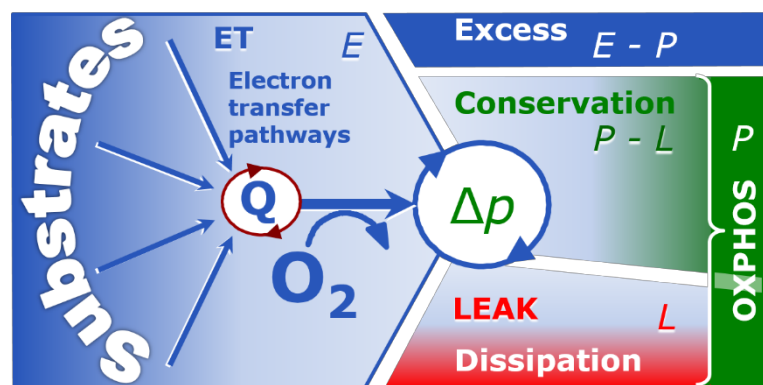 Substrates
ET
E
Electron
transfer
pathways
Q
O2
Δp
Excess
E - P
Conservation
P - L
LEAK
L
Dissipation
P
OXPHOS